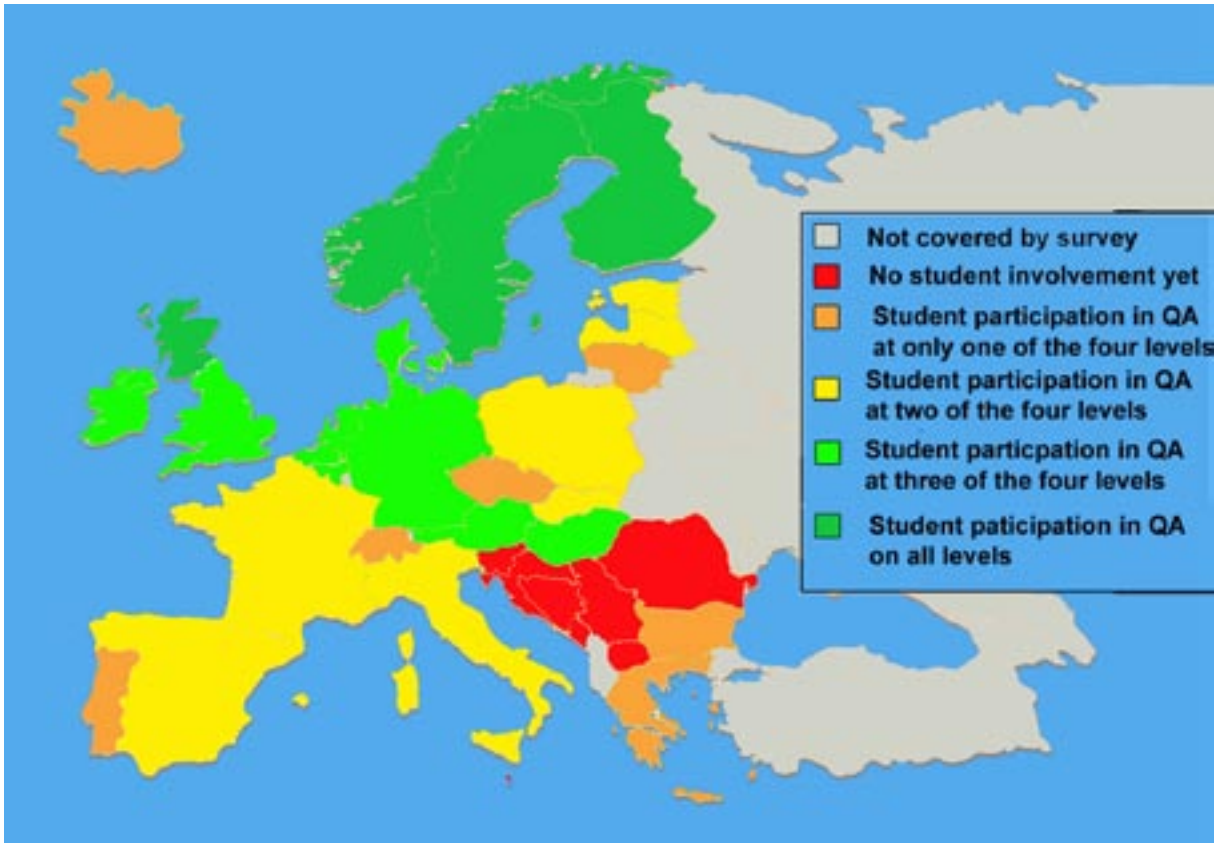 Not covered by survey
No student involvement yet
Student participation in QA
at only one of the four levels
Student participation in QA
at two of the four levels
Student particpation in QA
at three of the four levels
Student paticipation in QA
on all levels